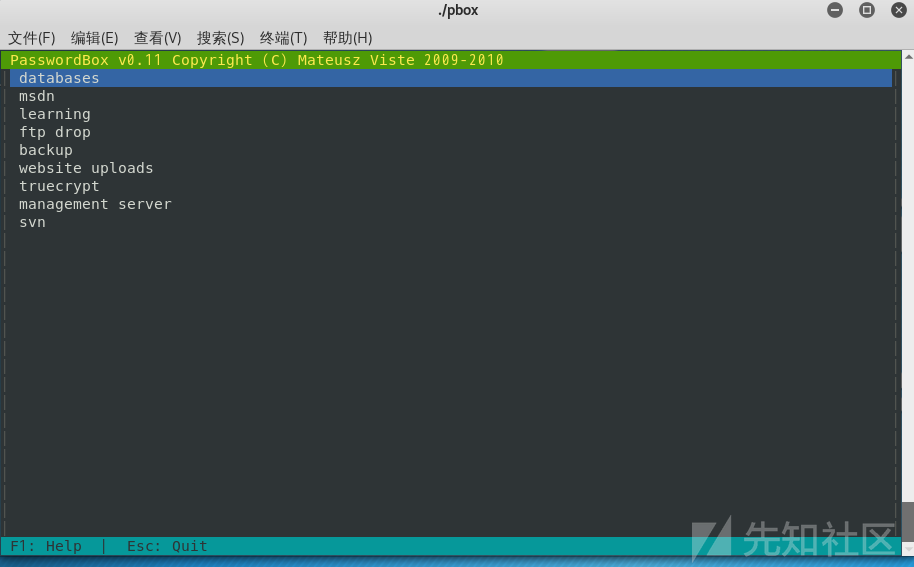 ./pbox
文件(F) 编辑(E) 查看(V) 搜索(S) 终端(T) 帮助(H)
PasswordBox v0.11 Copyright (C) Mateusz Viste 2009-2010
databases
msdn
learning
ftp drop
backup
website uploads
truecrypt
management server
svn
F1: Help | Esc: Quit
先知社区